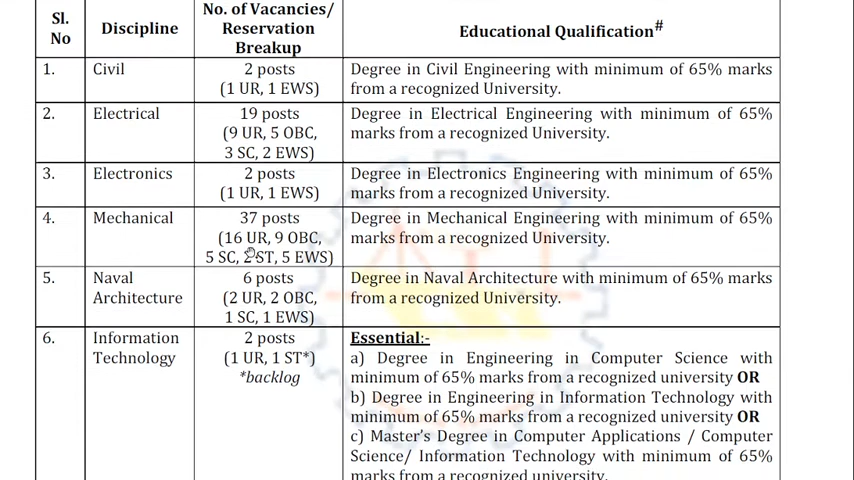 Sl. No
Discipline
No. of Vacancies/
Reservation
Breakup
Educational Qualification#
1.
Civil
2 posts
(1 UR, 1 EWS)
Degree in Civil Engineering with minimum of 65% marks
from a recognized University.
2.
Electrical
19 posts
(9 UR, 5 OBC,
3 SC, 2 EWS)
Degree in Electrical Engineering with minimum of 65%
marks from a recognized University.
3.
Electronics
2 posts
(1 UR, 1 EWS)
Degree in Electronics Engineering with minimum of 65%
marks from a recognized University.
4.
Mechanical
37 posts
(16 UR, 9 OBC,
5 SC, 2 ST, 5 EWS)
Degree in Mechanical Engineering with minimum of 65%
marks from a recognized University.
5.
Naval
Architecture
6 posts
(2 UR, 2 OBC,
1 SC, 1 EWS)
Degree in Naval Architecture with minimum of 65% marks
from a recognized University.
6.
Information
Technology
2 posts
(1 UR, 1 ST*)
*backlog
Essential:-
a) Degree in Engineering in Computer Science with
minimum of 65% marks from a recognized university OR
b) Degree in Engineering in Information Technology with
minimum of 65% marks from a recognized university OR
c) Master's Degree in Computer Applications / Computer
Science/ Information Technology with minimum of 65%
marks from a recognized university.